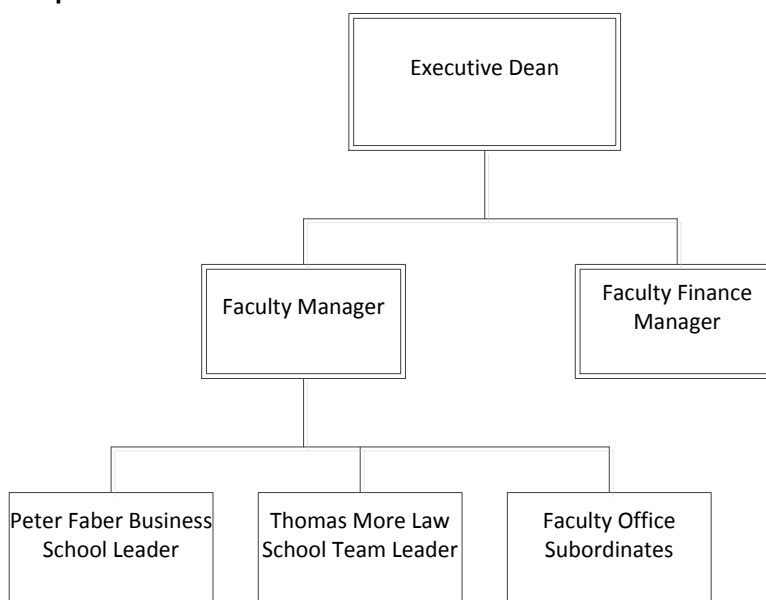 Executive Dean
Faculty Manager
Faculty Finance
Manager
Peter Faber Business
School Leader
Thomas More Law
School Team Leader
Faculty Office
Subordinates